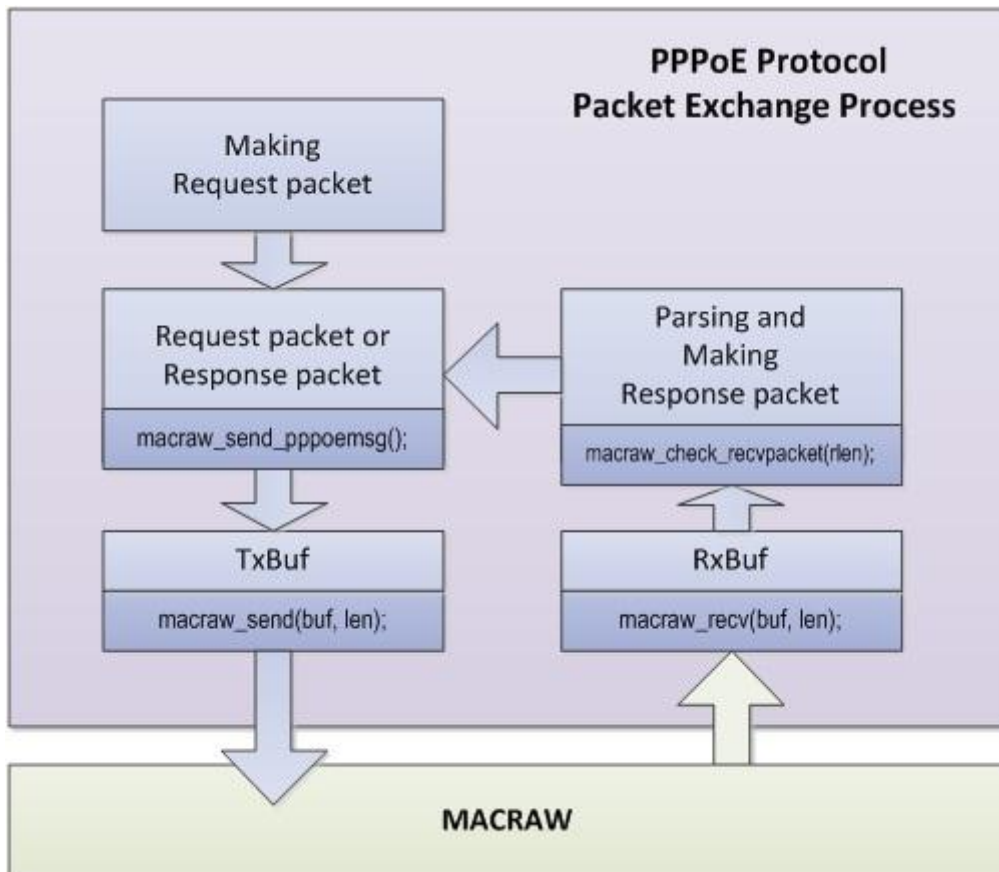 PPPoE Protocol
Packet Exchange Process
Making
Request packet
Request packet or
Response packet
macraw_send_pppoemsg();
Parsing and
Making
Response packet
macraw_check_recvpacket(rlen);
TxBuf
macraw_send(buf, len);
RxBuf
macraw_recv(buf, len);
MACRAW